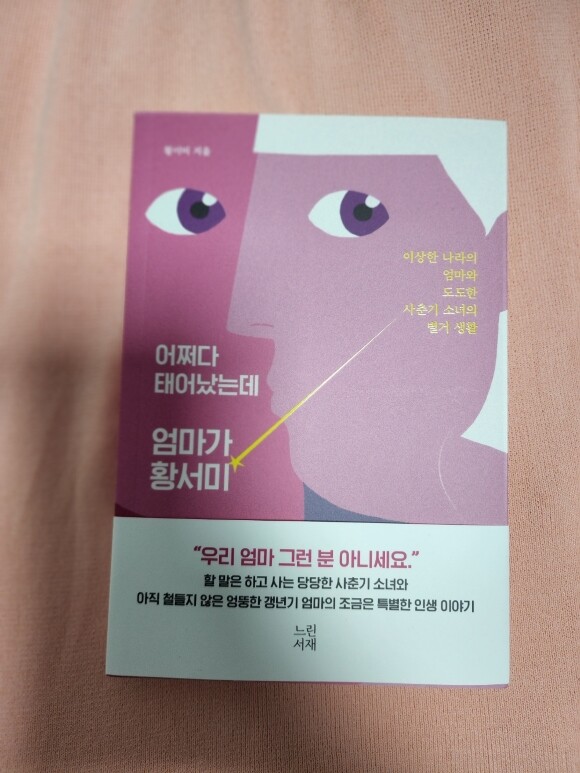 황서미 지음
이상한 나라의
엄마와
도도한
사춘기 소녀의
별거 생활
어쩌다
태어났는데
엄마가
황서미
“우리 엄마 그런 분 아니세요.”
할 말은 하고 사는 당당한 사춘기 소녀와
아직 철들지 않은 엉뚱한 갱년기 엄마의 조금은 특별한 인생 이야기
느린
서재